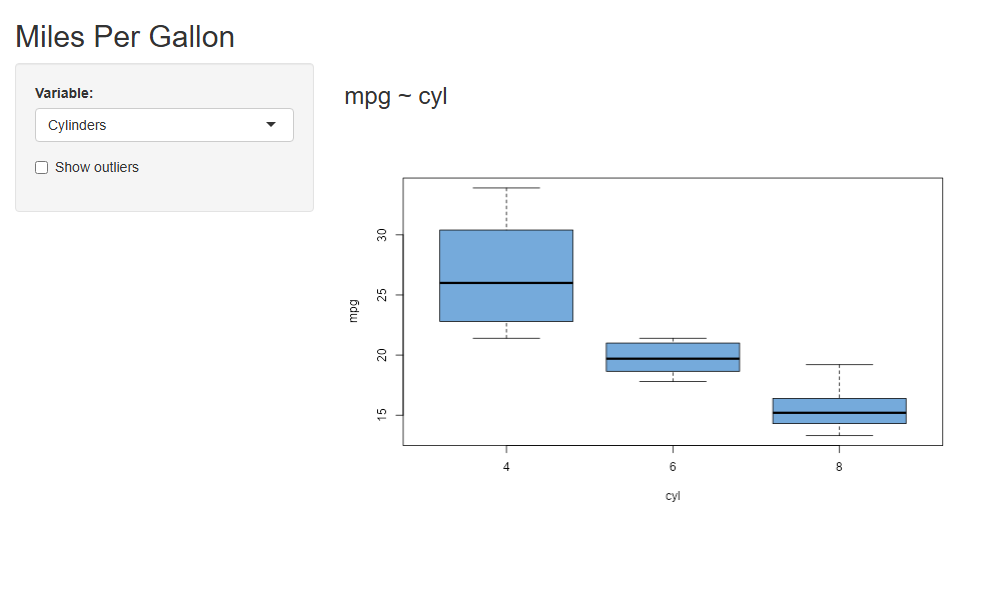 Miles Per Gallon
Variable:
Cylinders
Show outliers
mpg ~ cyl
30
25
20
15
mpg
4 6 8
cyl